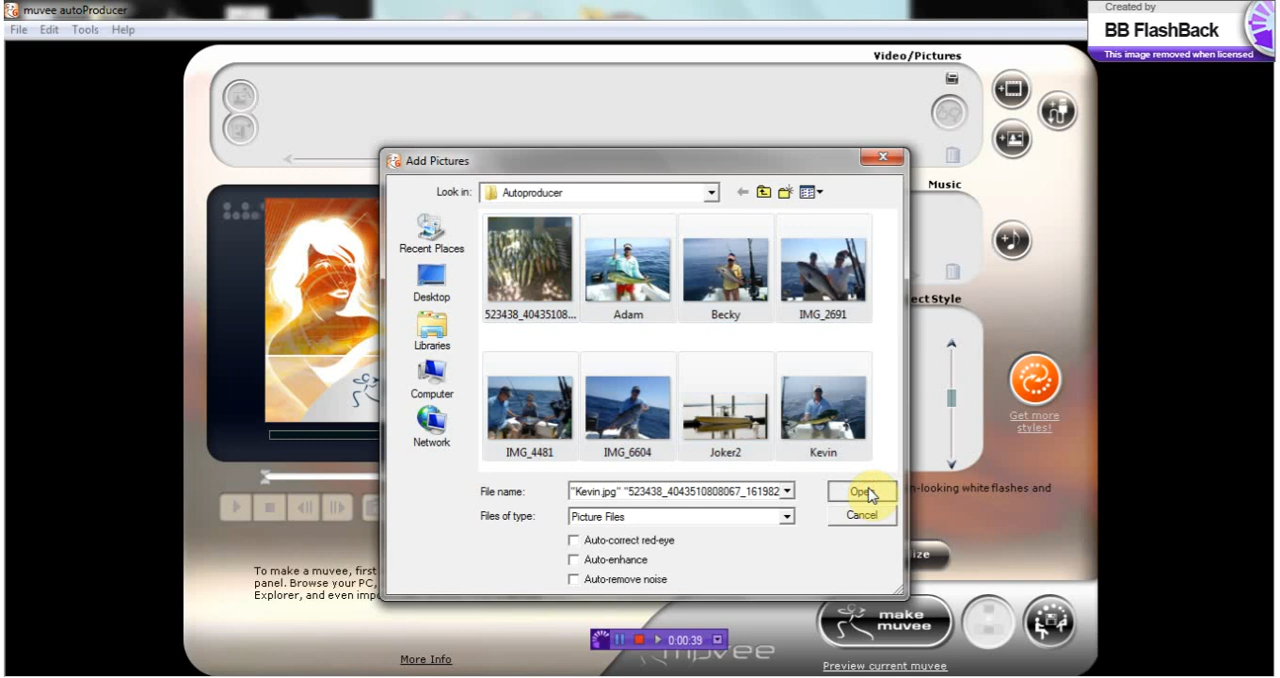 muvee autoProducer
File Edit Tools Help
Created by
BB FlashBack
This image removed when licensed
Video/Pictures
Add Pictures
Look in: Autoproducer
Music
Recent Places
Desktop
Libraries
Computer
Network
523438_40435108... Adam Becky IMG_2691
IMG_4481 IMG_6604 Joker2 Kevin
ect Style
Get more
styles!
File name: "Kevin.jpg" "523438_4043510808067_161982 Open
Files of type: Picture Files Cancel
Auto-correct red-eye
Auto-enhance
Auto-remove noise
n-looking white flashes and
ize
To make a muvee, first
panel. Browse your PC,
Explorer, and even impo
make
muvee
0:00:39
muvee
More Info
Preview current muvee